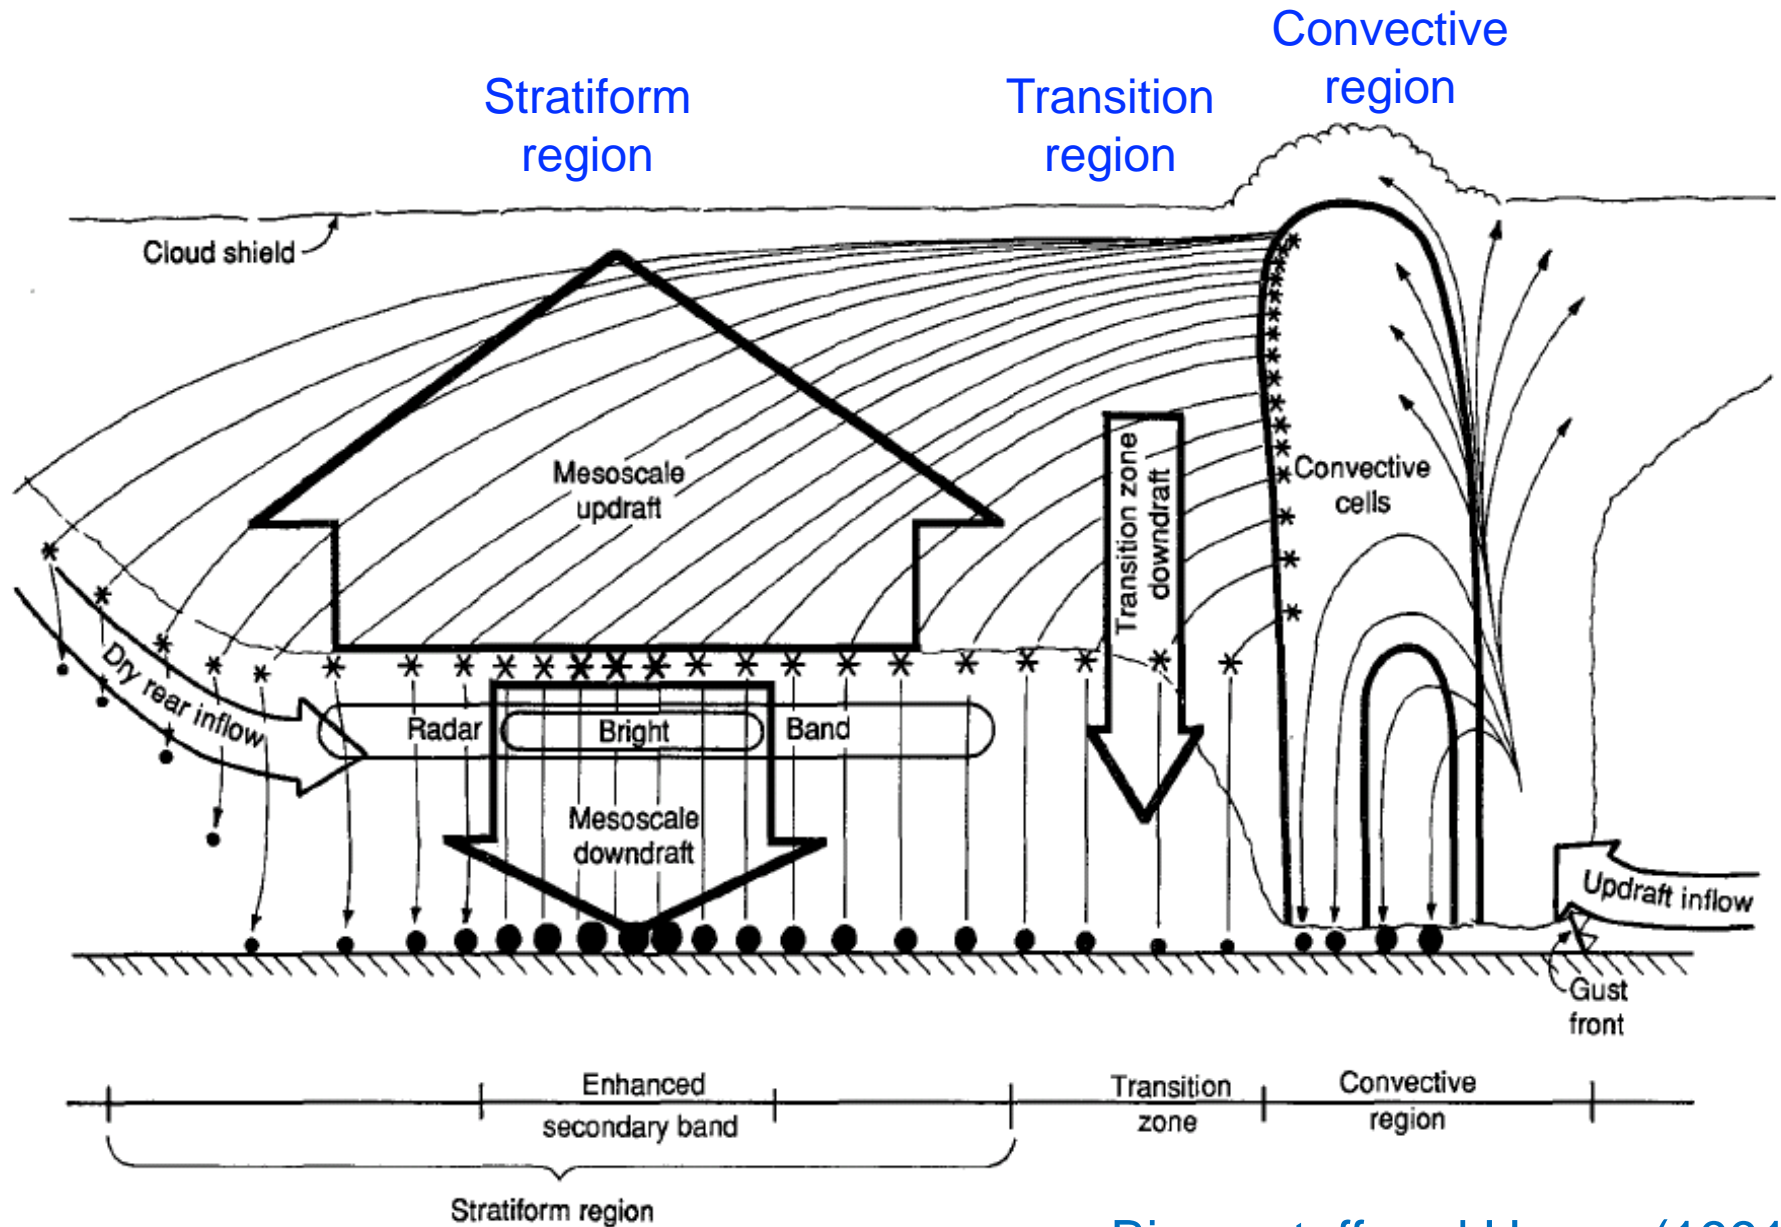 Convective
region
Stratiform
region
Transition
region
Cloud shield
Mesoscale
updraft
Transition zone
downdraft
Convective
cells
Dry rear inflow
Radar Bright Band
Mesoscale
downdraft
Updraft inflow
Gust
front
Enhanced
secondary band
Transition
zone
Convective
region
Stratiform region